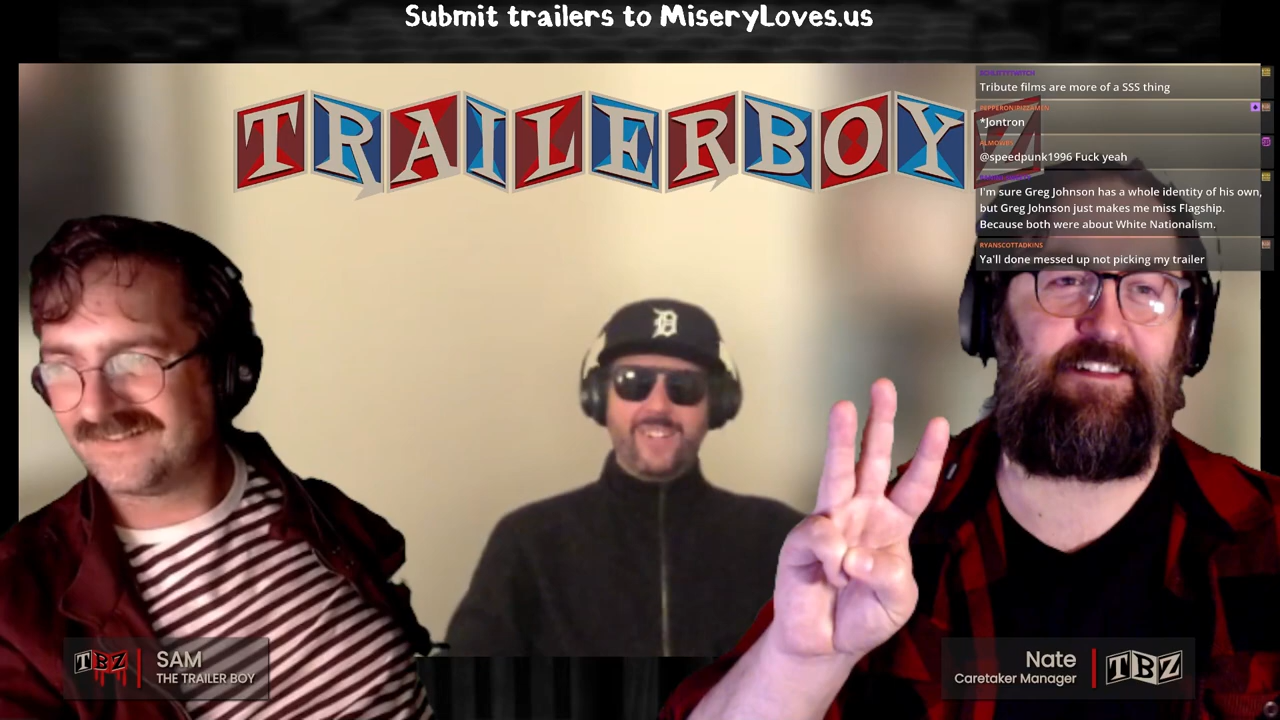 Submit trailers to MiseryLoves.us
TRAILERBOYZ
Tribute films are more of a SSS thing
PEPPERONIPIZZAMEN
*Jontron
ALMONDS
@speedpunk1996 Fuck yeah
I'm sure Greg Johnson has a whole identity of his own,
but Greg Johnson just makes me miss Flagship.
Because both were about White Nationalism.
RYANSCOTTADKINS
Ya'll done messed up not picking my trailer
D
TBZ
SAM
THE TRAILER BOY
Nate
Caretaker Manager
TBZ